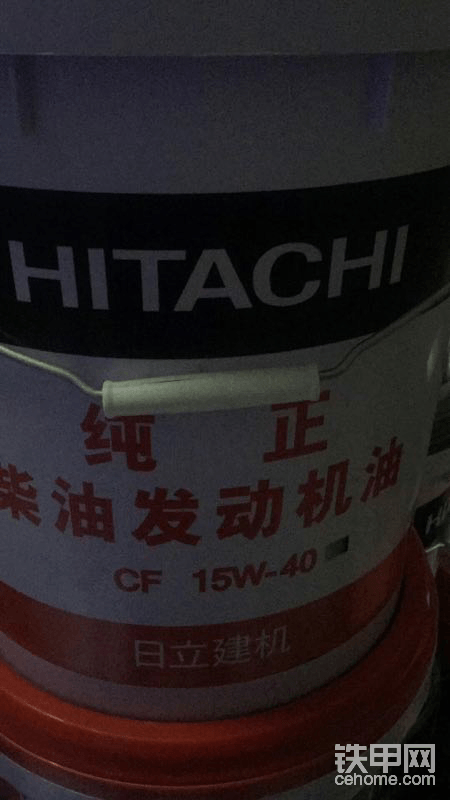 HITACHI
纯 正
柴油发动机油
CF 15W-40
日立建机
铁甲网
cehome.com